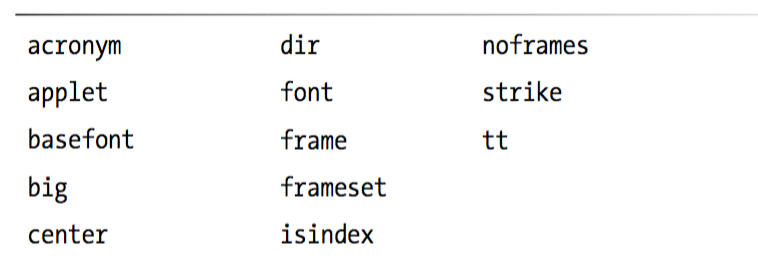 acronym dir noframes
applet font strike
basefont frame tt
big frameset
center isindex